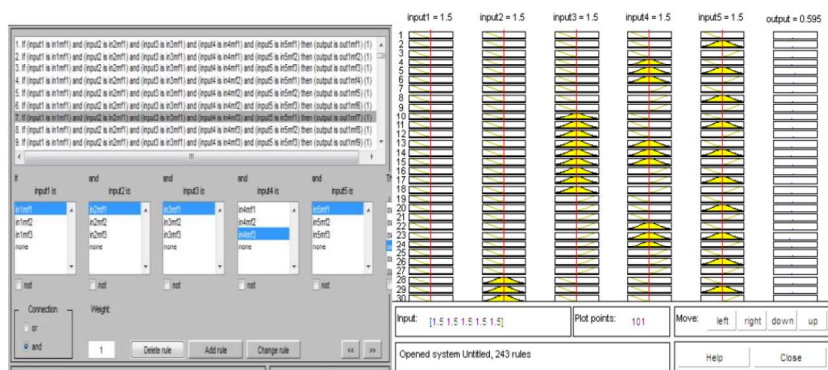 1. If (input1 is in1mf1) and (input2 is in2mf1) and (input3 is in3mf1) and (input4 is in4mf1) and (input5 is in5mf1) then (output is out1mf1) (1)
2. If (input1 is in1mf1) and (input2 is in2mf1) and (input3 is in3mf1) and (input4 is in4mf1) and (input5 is in5mf2) then (output is out1mf2) (1)
3. If (input1 is in1mf1) and (input2 is in2mf1) and (input3 is in3mf1) and (input4 is in4mf1) and (input5 is in5mf3) then (output is out1mf3) (1)
4. If (input1 is in1mf1) and (input2 is in2mf1) and (input3 is in3mf1) and (input4 is in4mf2) and (input5 is in5mf1) then (output is out1mf4) (1)
5. If (input1 is in1mf1) and (input2 is in2mf1) and (input3 is in3mf1) and (input4 is in4mf2) and (input5 is in5mf2) then (output is out1mf5) (1)
6. If (input1 is in1mf1) and (input2 is in2mf1) and (input3 is in3mf1) and (input4 is in4mf2) and (input5 is in5mf3) then (output is out1mf6) (1)
7. If (input1 is in1mf1) and (input2 is in2mf1) and (input3 is in3mf1) and (input4 is in4mf3) and (input5 is in5mf1) then (output is out1mf7) (1)
8. If (input1 is in1mf1) and (input2 is in2mf1) and (input3 is in3mf1) and (input4 is in4mf3) and (input5 is in5mf2) then (output is out1mf8) (1)
9. If (input1 is in1mf1) and (input2 is in2mf1) and (input3 is in3mf1) and (input4 is in4mf3) and (input5 is in5mf3) then (output is out1mf9) (1)
If and and and and Th
input1 is input2 is input3 is input4 is input5 is
in1mf1 in2mf1 in3mf1 in4mf1 in5mf1
in1mf2 in2mf2 in3mf2 in4mf2 in5mf2
in1mf3 in2mf3 in3mf3 in4mf3 in5mf3
none none none none none
not not not not not
Connection Weight:
or
and 1 Delete rule Add rule Change rule << >>
input1 = 1.5 input2 = 1.5 input3 = 1.5 input4 = 1.5 input5 = 1.5 output = 0.595
1
2
3
4
5
6
7
8
9
10
11
12
13
14
15
16
17
18
19
20
21
22
23
24
25
26
27
28
29
30
Input: [1.5 1.5 1.5 1.5 1.5] Plot points: 101 Move: left right down up
Opened system Untitled, 243 rules Help Close